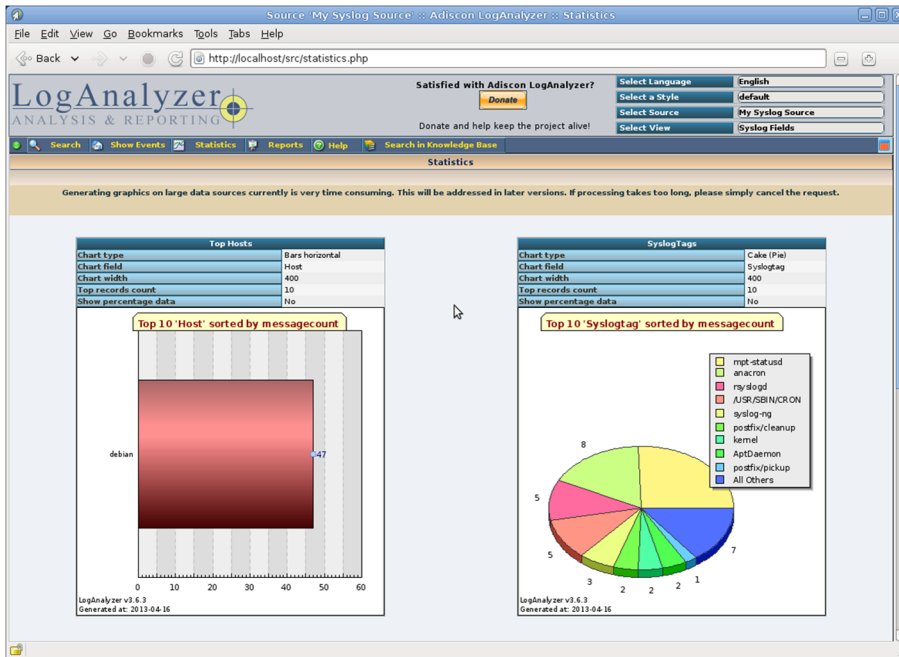 Source 'My Syslog Source' :: Adiscon LogAnalyzer :: Statistics
File Edit View Go Bookmarks Tools Tabs Help
Back http://localhost/src/statistics.php
LogAnalyzer
ANALYSIS & REPORTING
Satisfied with Adiscon LogAnalyzer?
Donate
Donate and help keep the project alive!
Select Language English
Select a Style default
Select Source My Syslog Source
Select View Syslog Fields
Search Show Events Statistics Reports Help Search in Knowledge Base
Statistics
Generating graphics on large data sources currently is very time consuming. This will be addressed in later versions. If processing takes too long, please simply cancel the request.
Top Hosts
Chart type Bars horizontal
Chart field Host
Chart width 400
Top records count 10
Show percentage data No
Top 10 'Host' sorted by messagecount
debian 47
0 10 20 30 40 50 60
LogAnalyzer v3.6.3
Generated at: 2013-04-16
SyslogTags
Chart type Cake (Pie)
Chart field Syslogtag
Chart width 400
Top records count 10
Show percentage data No
Top 10 'Syslogtag' sorted by messagecount
mpt-statusd
anacron
rsyslogd
/USR/SBIN/CRON
syslog-ng
postfix/cleanup
kernel
AptDaemon
postfix/pickup
All Others
8
5
5
3
2
2
2
1
7
LogAnalyzer v3.6.3
Generated at: 2013-04-16